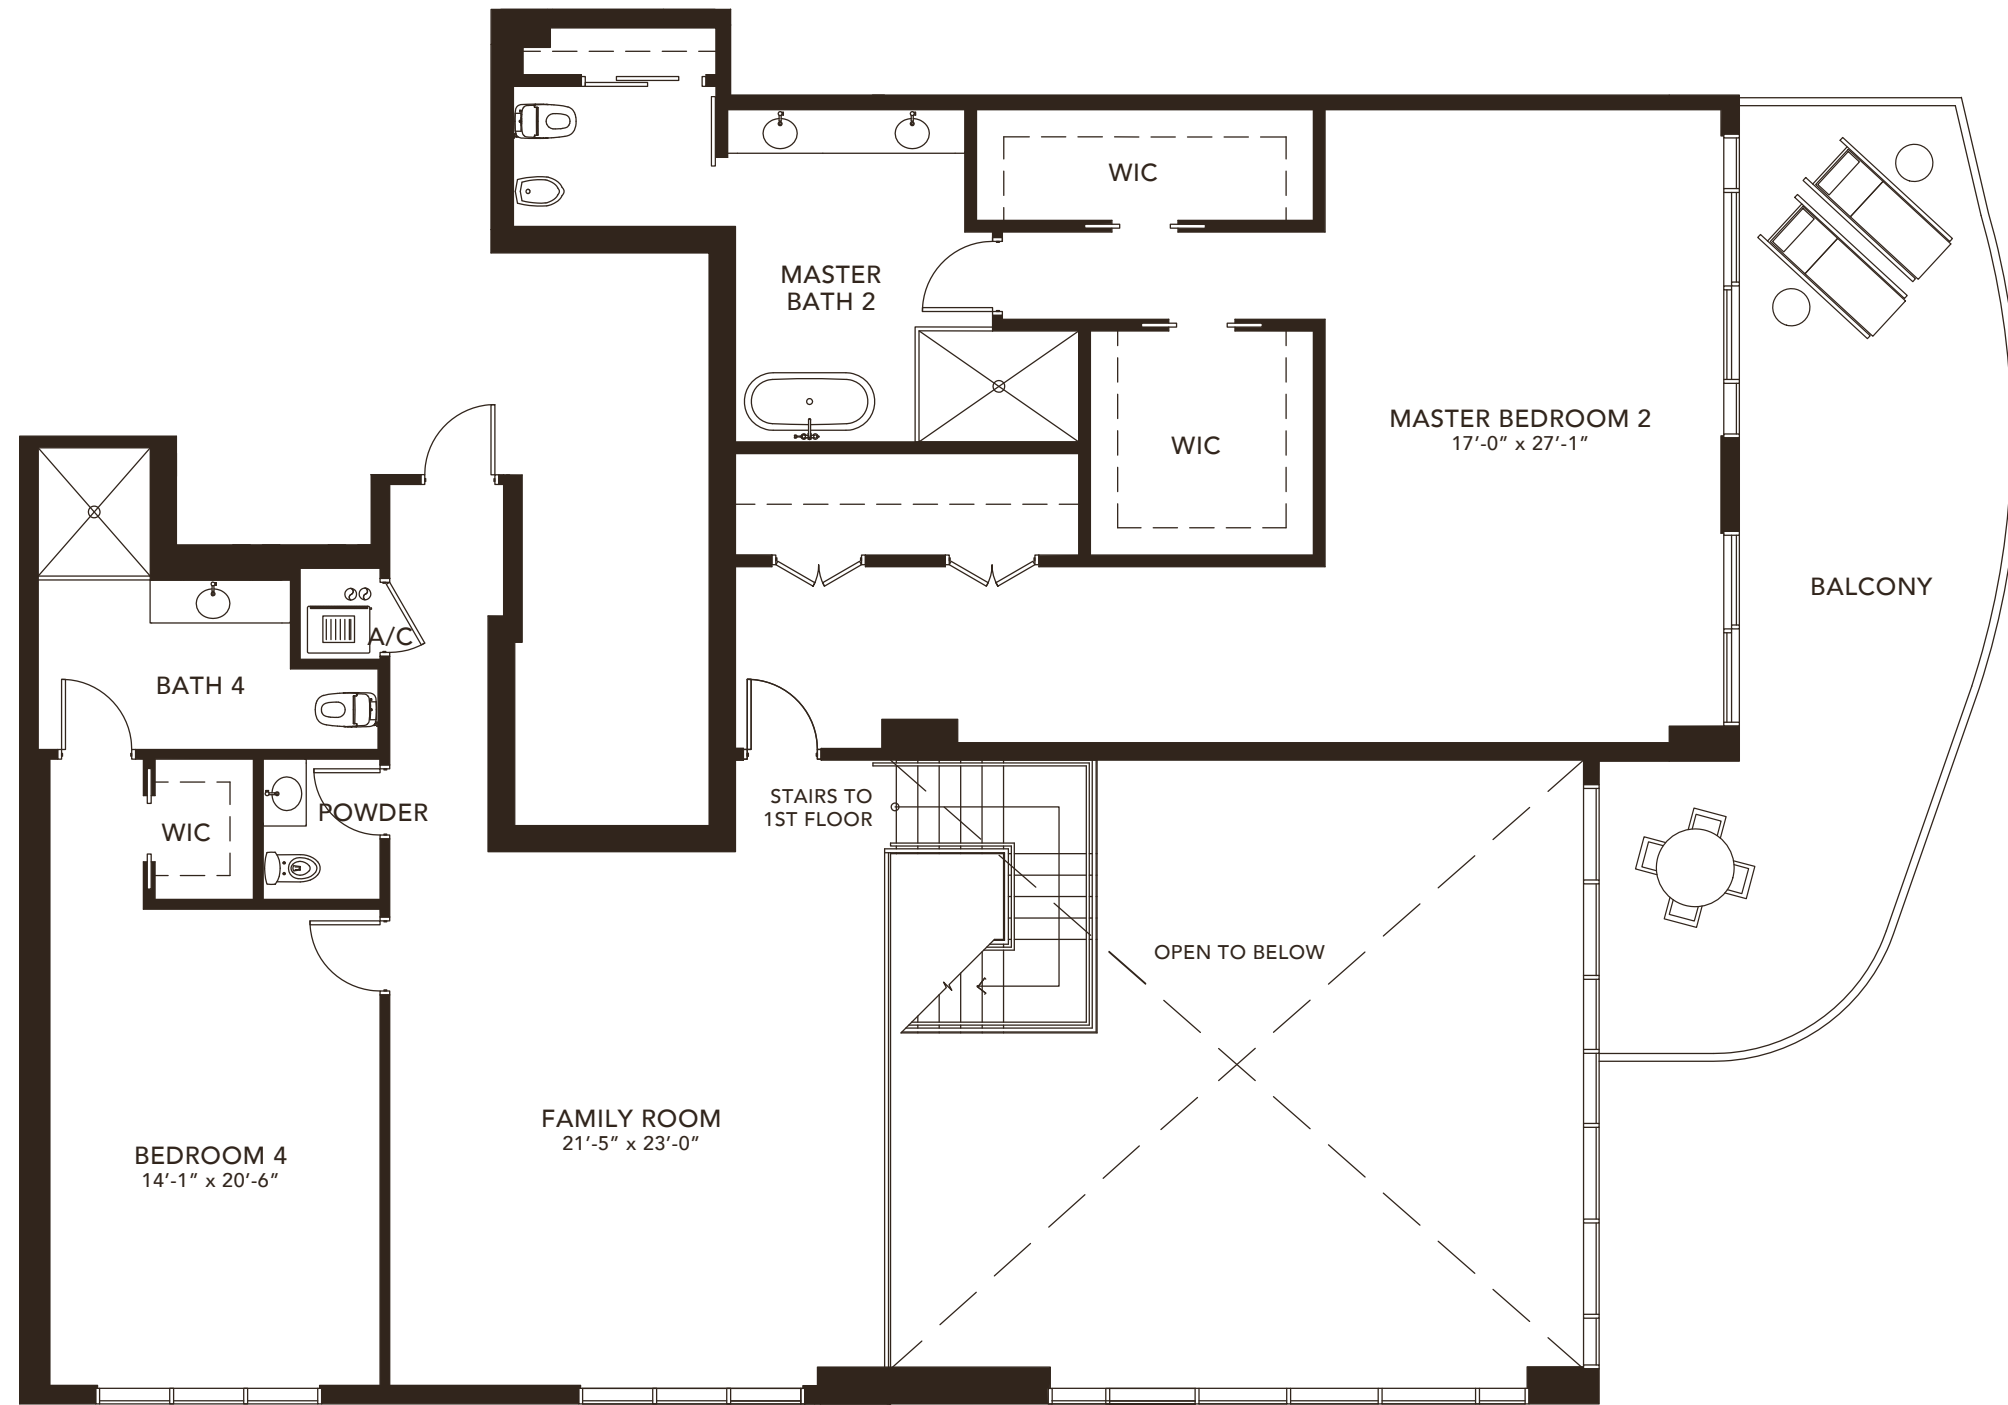 WIC
MASTER
BATH 2
MASTER BEDROOM 2
17'-0" x 27'-1"
WIC
BALCONY
A/C
BATH 4
STAIRS TO
1ST FLOOR
POWDER
WIC
OPEN TO BELOW
FAMILY ROOM
21'-5" x 23'-0"
BEDROOM 4
14'-1" x 20'-6"